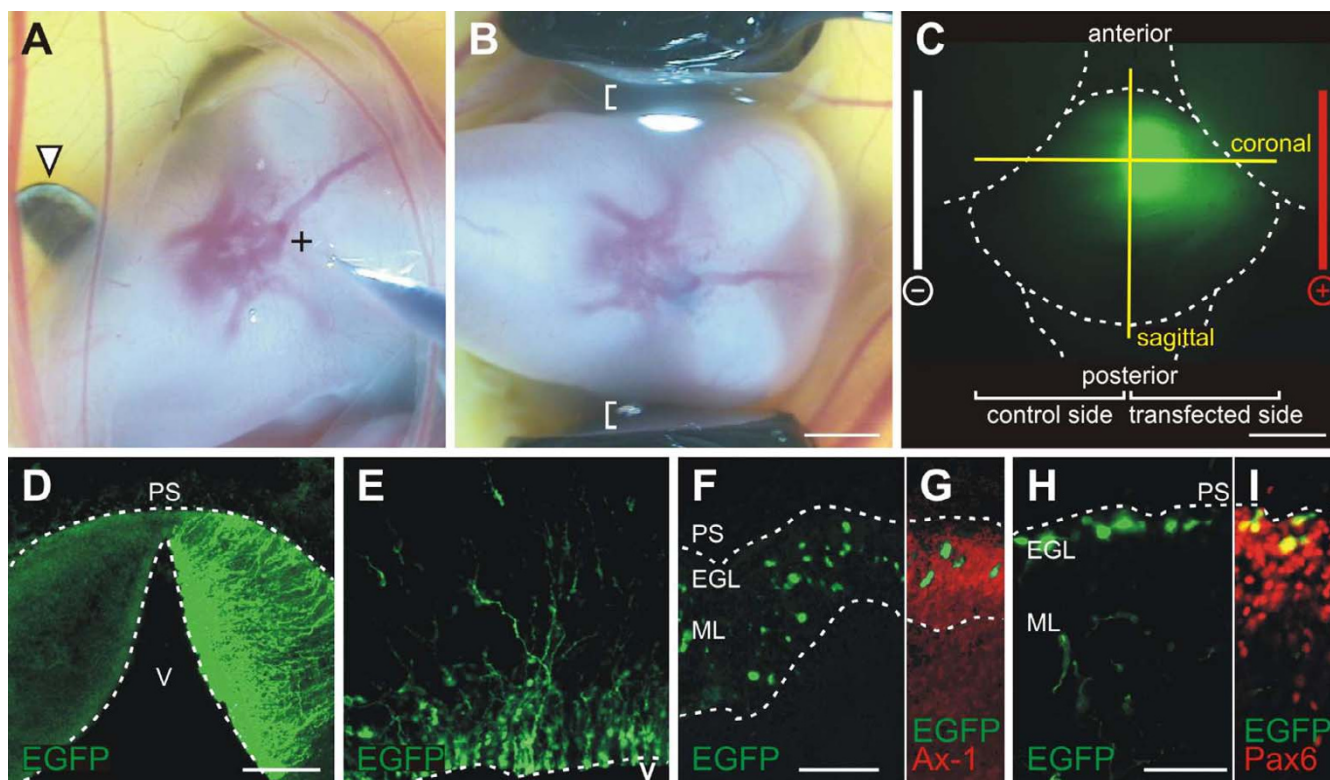 A
B
C
anterior
coronal
sagittal
posterior
control side
transfected side
−
+
+
D
PS
V
EGFP
E
EGFP
V
F
PS
EGL
ML
EGFP
G
EGFP
Ax-1
H
PS
EGL
ML
EGFP
I
EGFP
Pax6